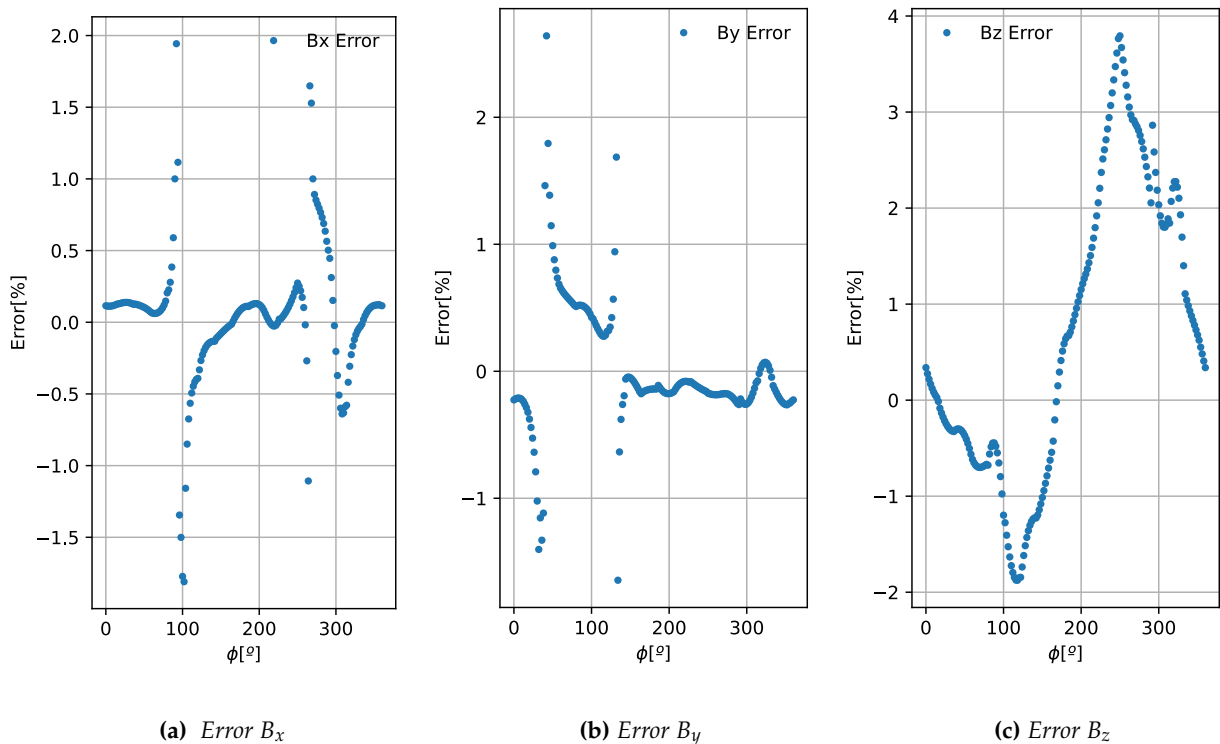 Bx Error
2.0
1.5
1.0
0.5
0.0
−0.5
−1.0
−1.5
Error[%]
0
100
200
300
ϕ[º]
(a) Error Bx
By Error
2
1
0
−1
Error[%]
0
100
200
300
ϕ[º]
(b) Error By
Bz Error
4
3
2
1
0
−1
−2
Error[%]
0
100
200
300
ϕ[º]
(c) Error Bz